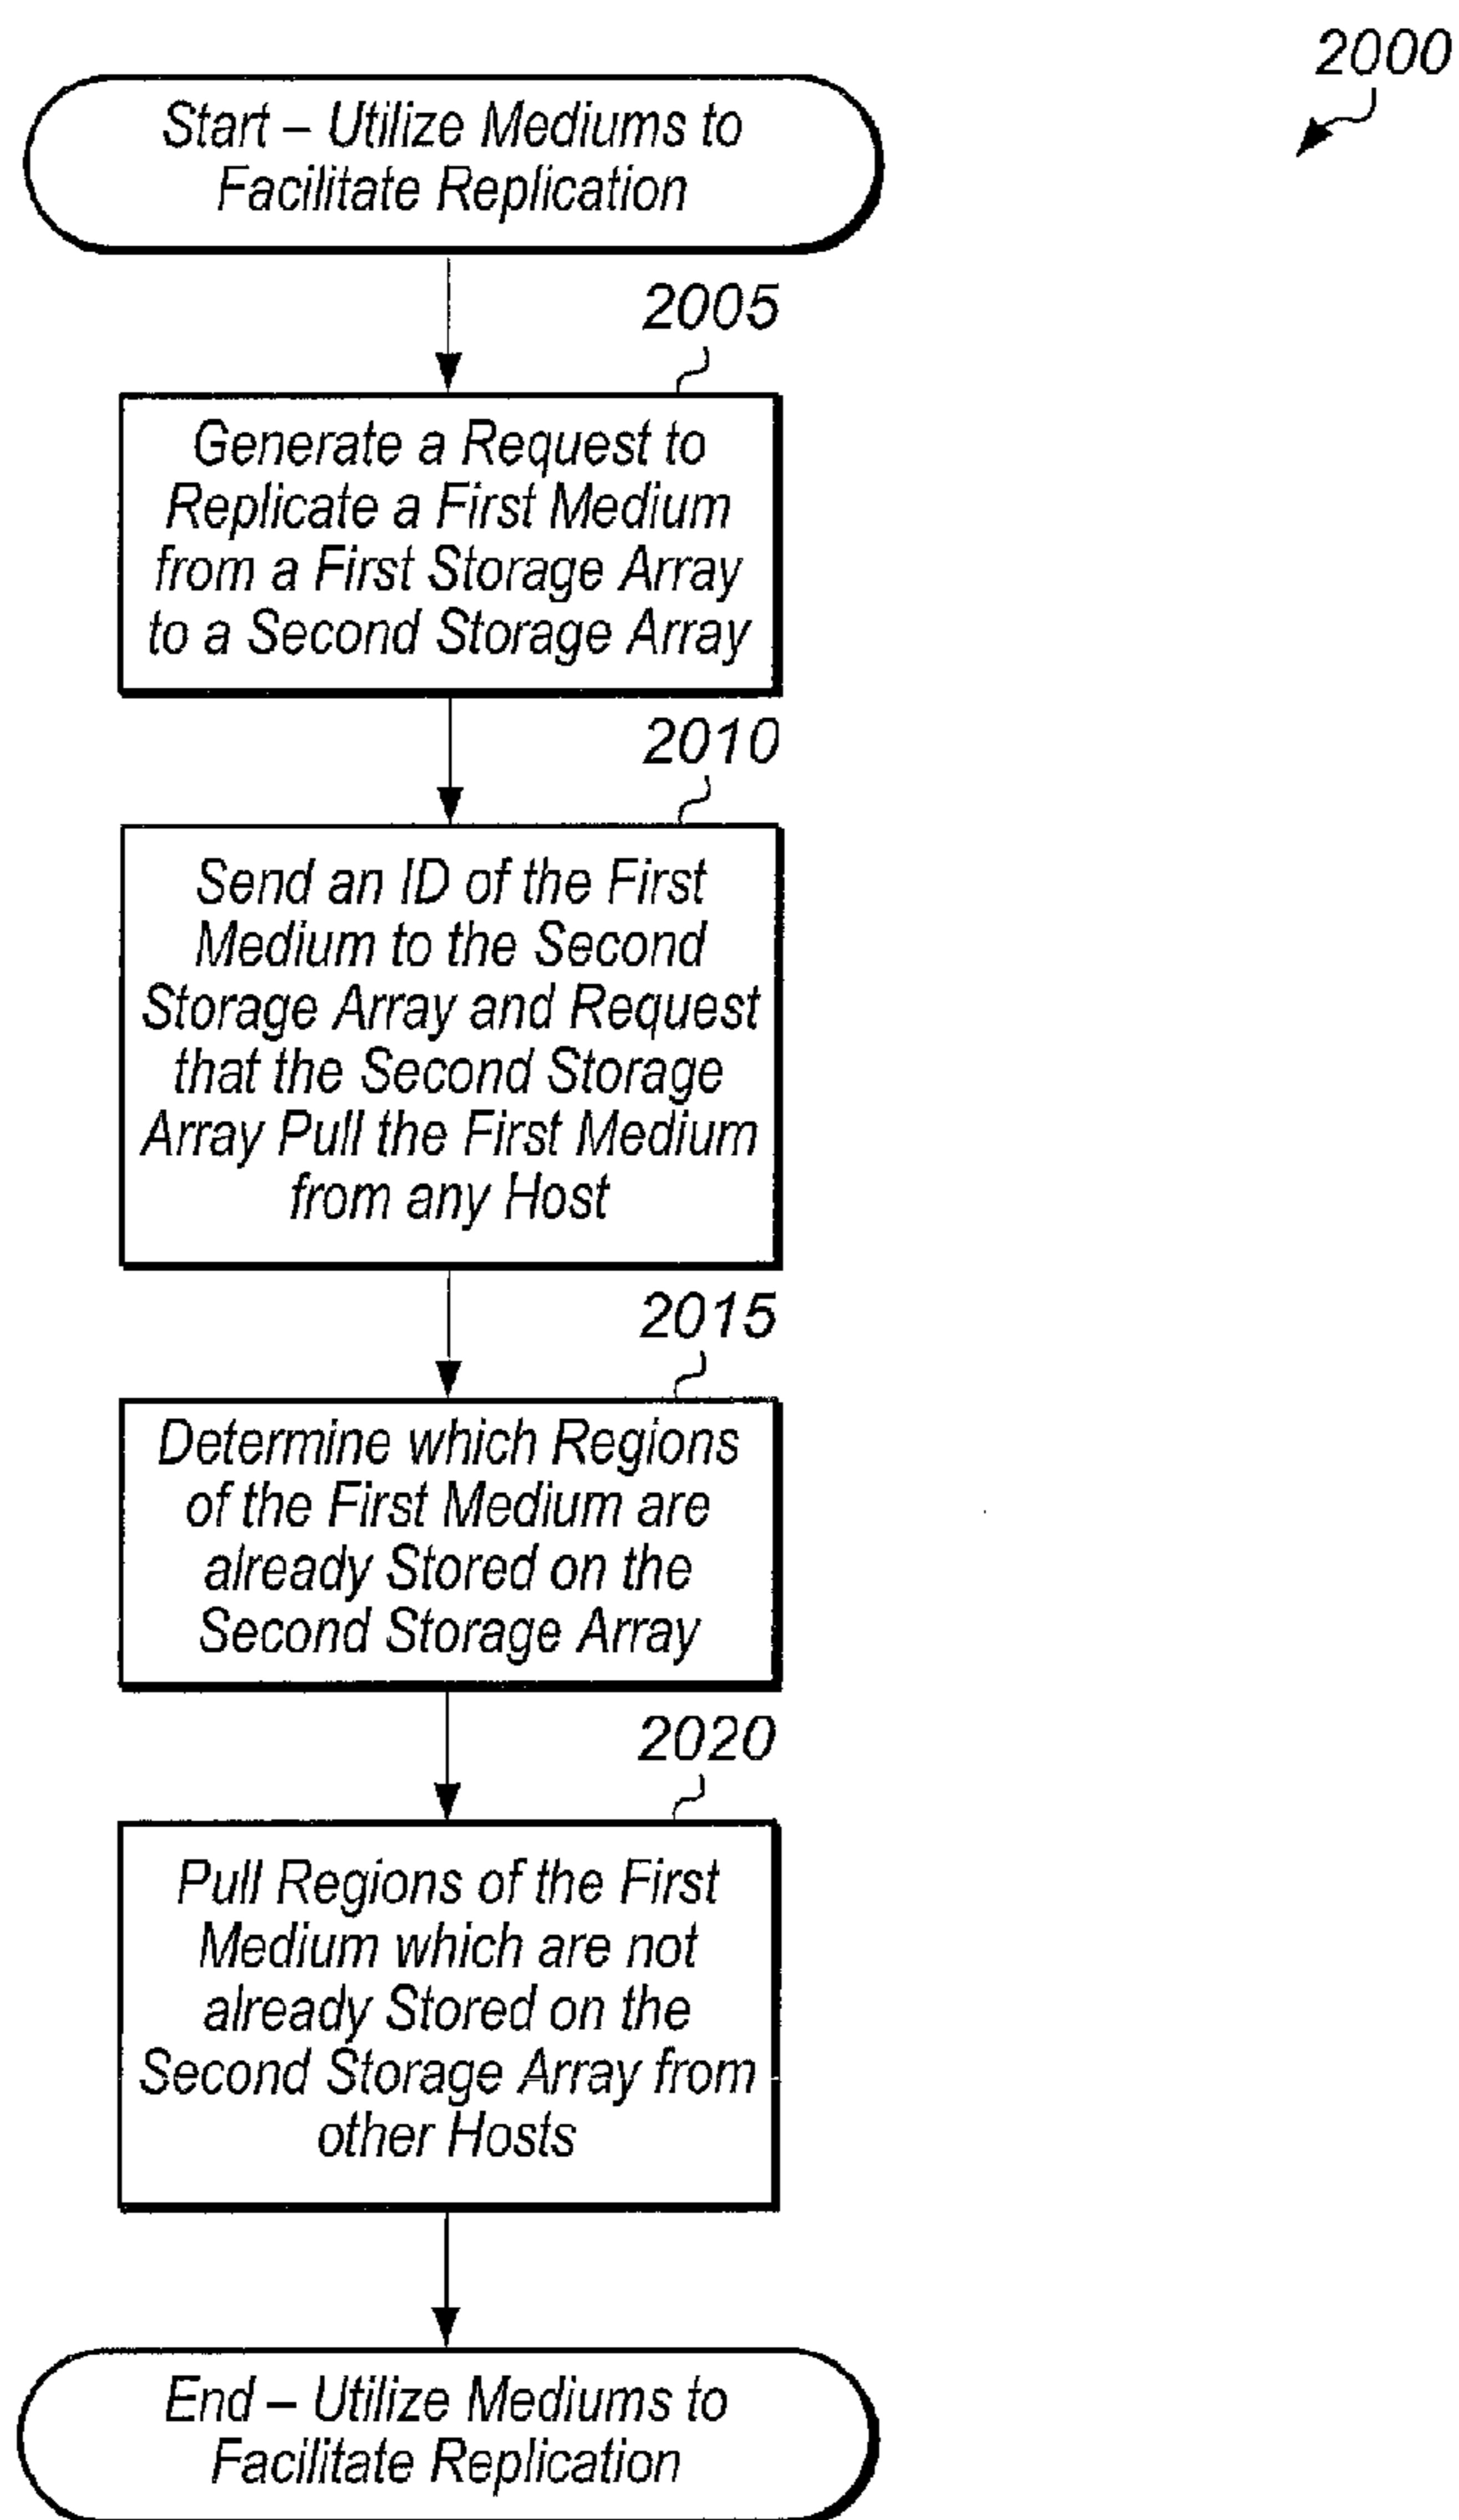 2000
Start – Utilize Mediums to
Facilitate Replication
2005
Generate a Request to
Replicate a First Medium
from a First Storage Array
to a Second Storage Array
2010
Send an ID of the First
Medium to the Second
Storage Array and Request
that the Second Storage
Array Pull the First Medium
from any Host
2015
Determine which Regions
of the First Medium are
already Stored on the
Second Storage Array
2020
Pull Regions of the First
Medium which are not
already Stored on the
Second Storage Array from
other Hosts
End – Utilize Mediums to
Facilitate Replication